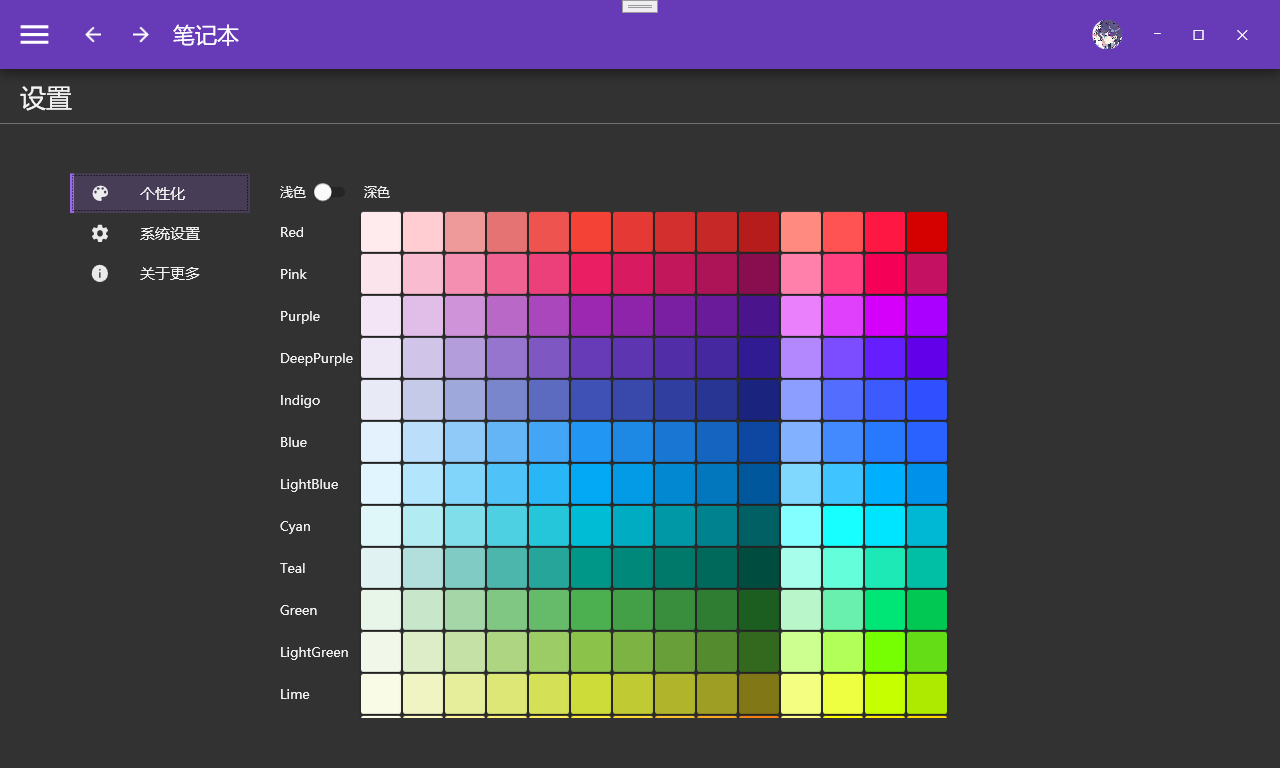 笔记本
设置
个性化
系统设置
关于更多
浅色 深色
Red
Pink
Purple
DeepPurple
Indigo
Blue
LightBlue
Cyan
Teal
Green
LightGreen
Lime